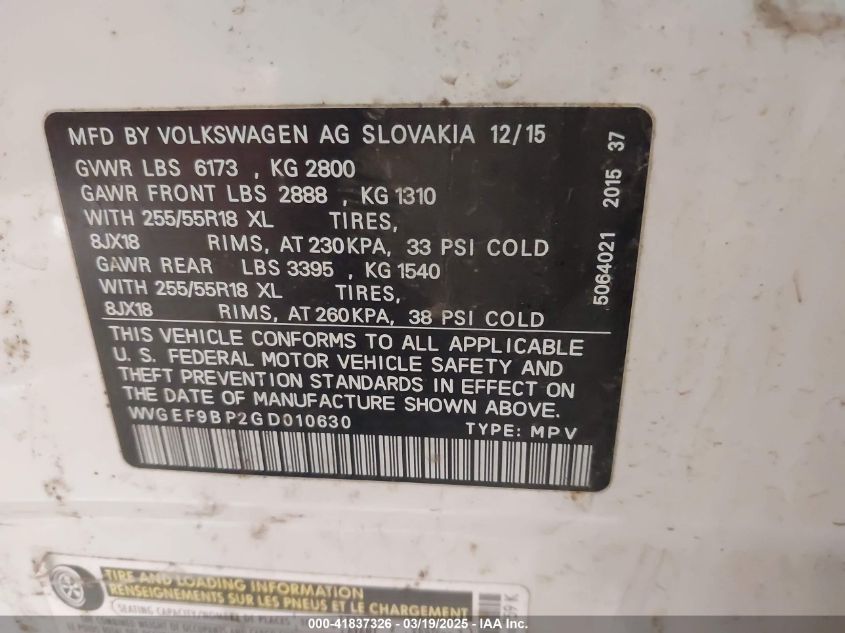 MFD BY VOLKSWAGEN AG SLOVAKIA 12/15
GVWR LBS 6173 , KG 2800
GAWR FRONT LBS 2888 , KG 1310
WITH 255/55R18 XL TIRES,
8JX18 RIMS, AT 230KPA, 33 PSI COLD
GAWR REAR LBS 3395 , KG 1540
WITH 255/55R18 XL TIRES,
8JX18 RIMS, AT 260KPA, 38 PSI COLD
THIS VEHICLE CONFORMS TO ALL APPLICABLE
U. S. FEDERAL MOTOR VEHICLE SAFETY AND
THEFT PREVENTION STANDARDS IN EFFECT ON
THE DATE OF MANUFACTURE SHOWN ABOVE.
WVGEF9BP2GD010630 TYPE: MPV
5064021 2015 37
TIRE AND LOADING INFORMATION
RENSEIGNEMENTS SUR LES PNEUS ET LE CHARGEMENT
SEATING CAPACITY/NOMBRE DE PLACES
000-41837326 - 03/19/2025 - IAA Inc.